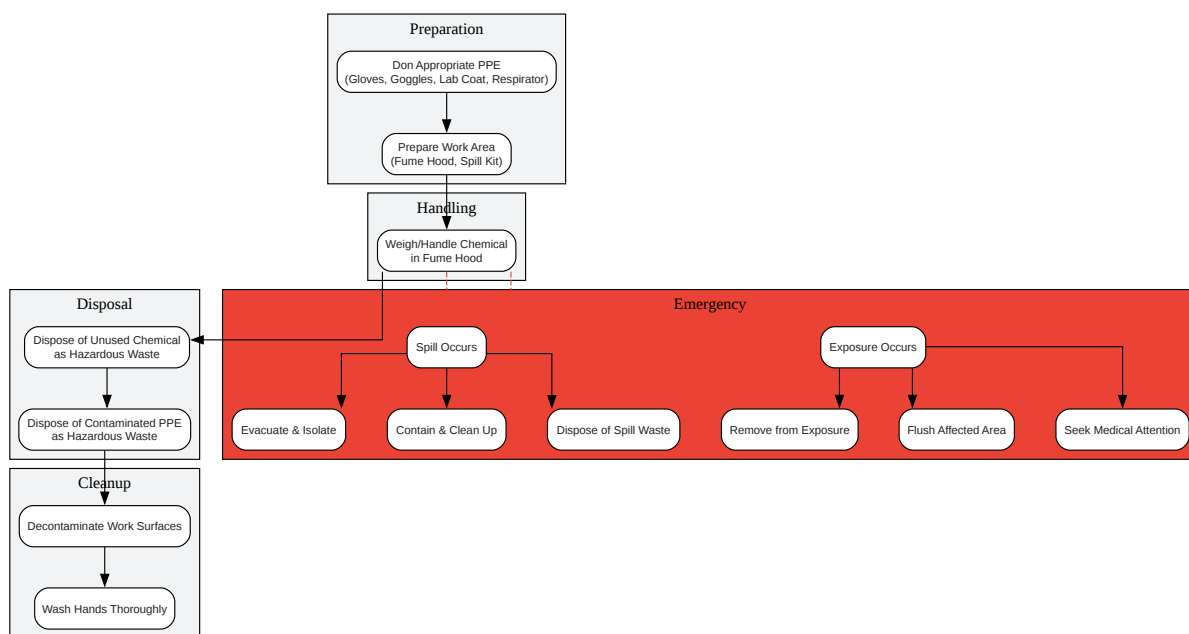 Preparation
Don Appropriate PPE
(Gloves, Goggles, Lab Coat, Respirator)
Prepare Work Area
(Fume Hood, Spill Kit)
Handling
Weigh/Handle Chemical
in Fume Hood
Disposal
Dispose of Unused Chemical
as Hazardous Waste
Dispose of Contaminated PPE
as Hazardous Waste
Emergency
Spill Occurs
Exposure Occurs
Evacuate & Isolate
Contain & Clean Up
Dispose of Spill Waste
Remove from Exposure
Flush Affected Area
Seek Medical Attention
Cleanup
Decontaminate Work Surfaces
Wash Hands Thoroughly